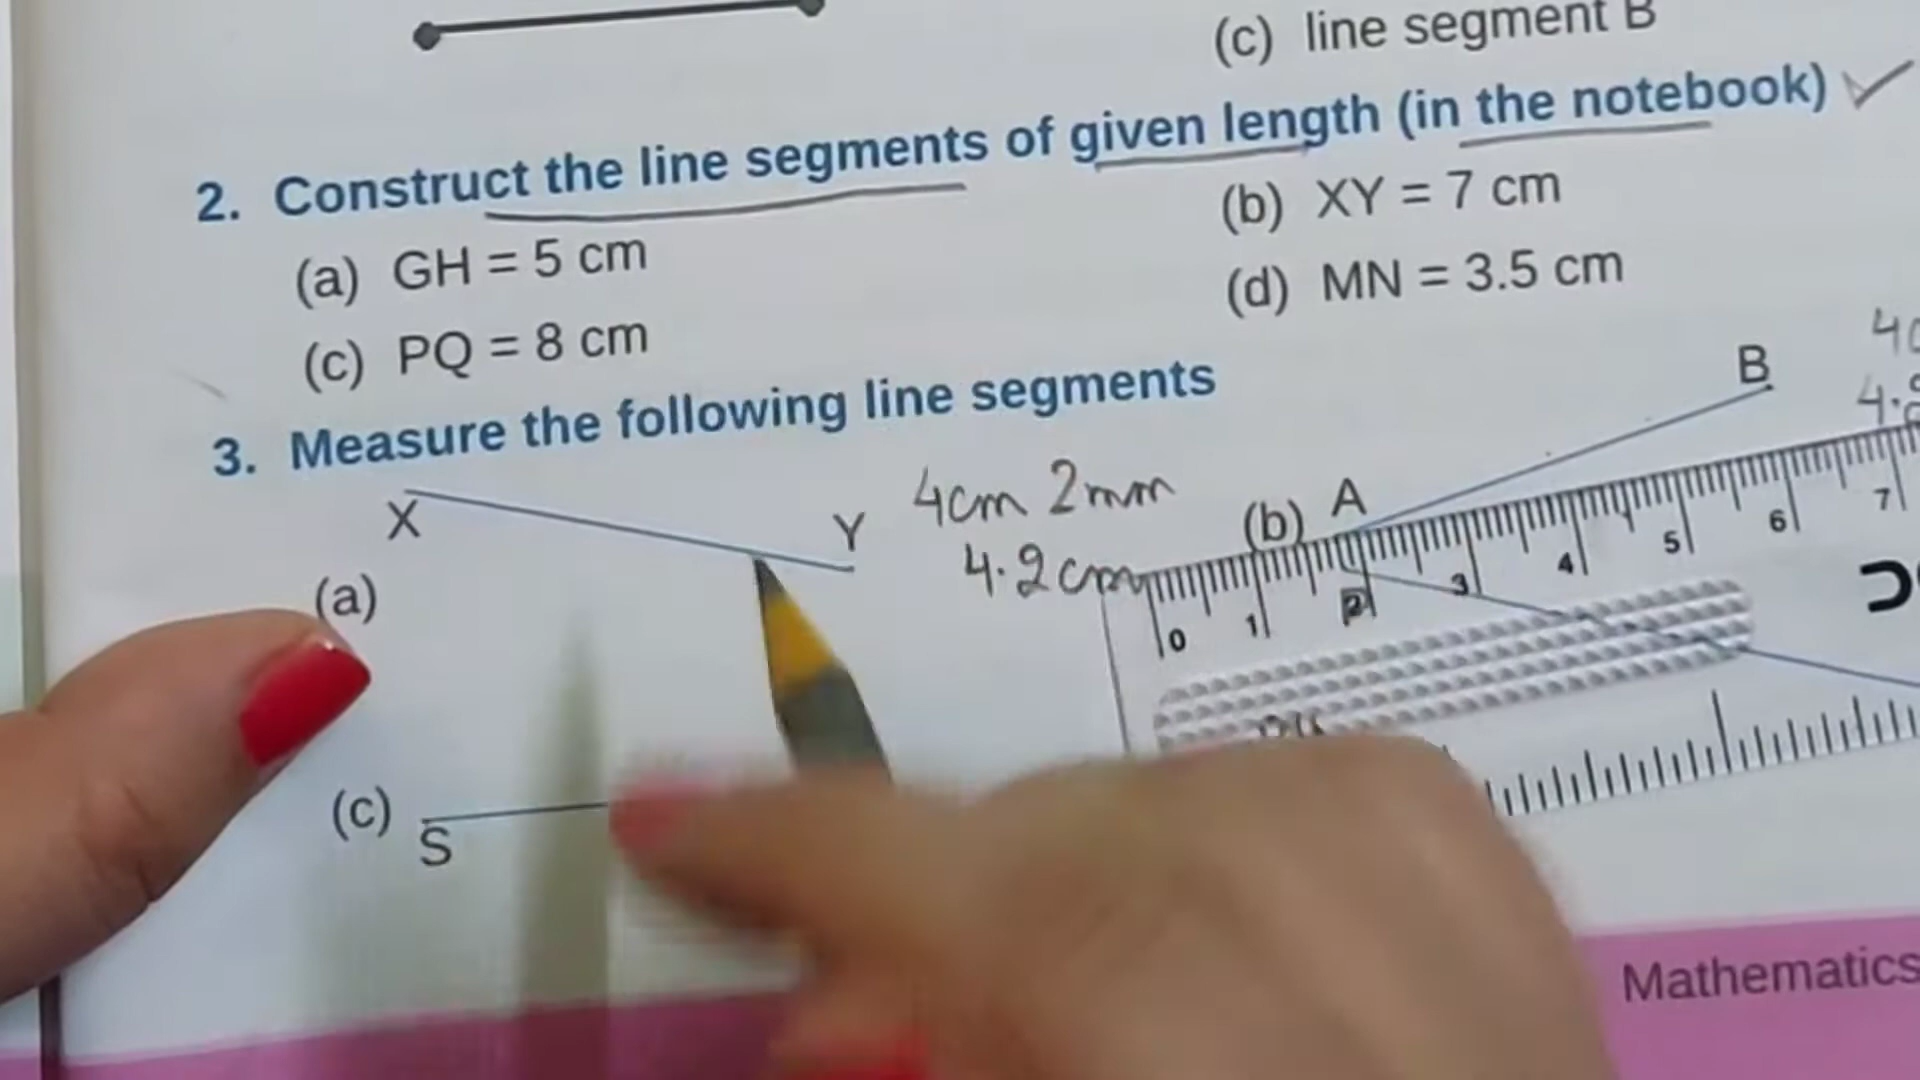 (c) line segment B
2. Construct the line segments of given length (in the notebook)
(a) GH = 5 cm
(b) XY = 7 cm
(c) PQ = 8 cm
(d) MN = 3.5 cm
3. Measure the following line segments
X
Y
4cm 2mm
4.2cm
(a)
(b) A
B
0 1 2 3 4 5 6 7
(c)
S
Mathematics